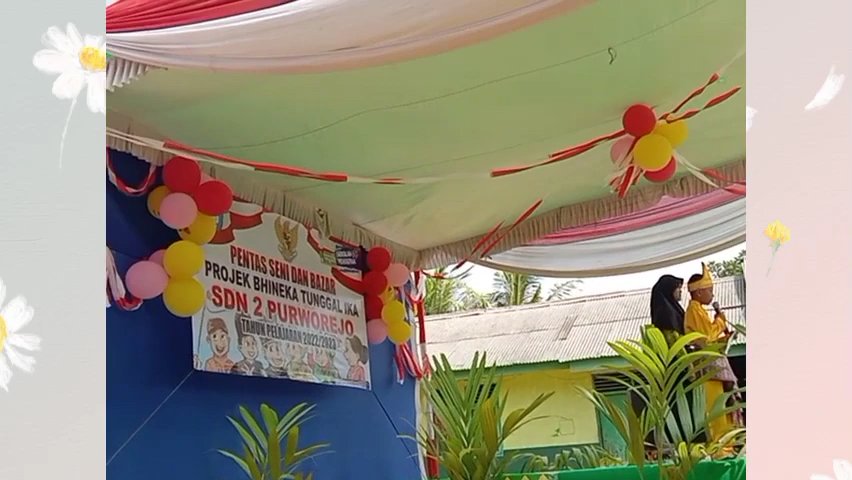 PENTAS SENI DAN BAZAR
PROJEK BHINEKA TUNGGAL IKA
SDN 2 PURWOREJO
TAHUN PELAJARAN 2022/2023